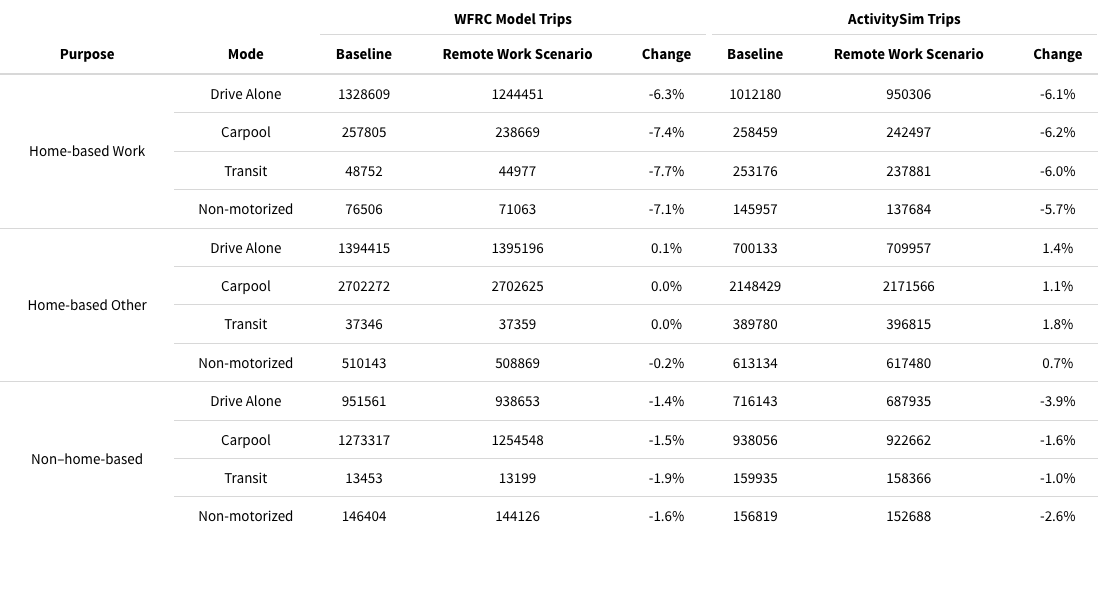 WFRC Model Trips ActivitySim Trips
Purpose Mode Baseline Remote Work Scenario Change Baseline Remote Work Scenario Change
Drive Alone 1328609 1244451 -6.3% 1012180 950306 -6.1%
Carpool 257805 238669 -7.4% 258459 242497 -6.2%
Home-based Work
Transit 48752 44977 -7.7% 253176 237881 -6.0%
Non-motorized 76506 71063 -7.1% 145957 137684 -5.7%
Drive Alone 1394415 1395196 0.1% 700133 709957 1.4%
Carpool 2702272 2702625 0.0% 2148429 2171566 1.1%
Home-based Other
Transit 37346 37359 0.0% 389780 396815 1.8%
Non-motorized 510143 508869 -0.2% 613134 617480 0.7%
Drive Alone 951561 938653 -1.4% 716143 687935 -3.9%
Carpool 1273317 1254548 -1.5% 938056 922662 -1.6%
Non–home-based
Transit 13453 13199 -1.9% 159935 158366 -1.0%
Non-motorized 146404 144126 -1.6% 156819 152688 -2.6%